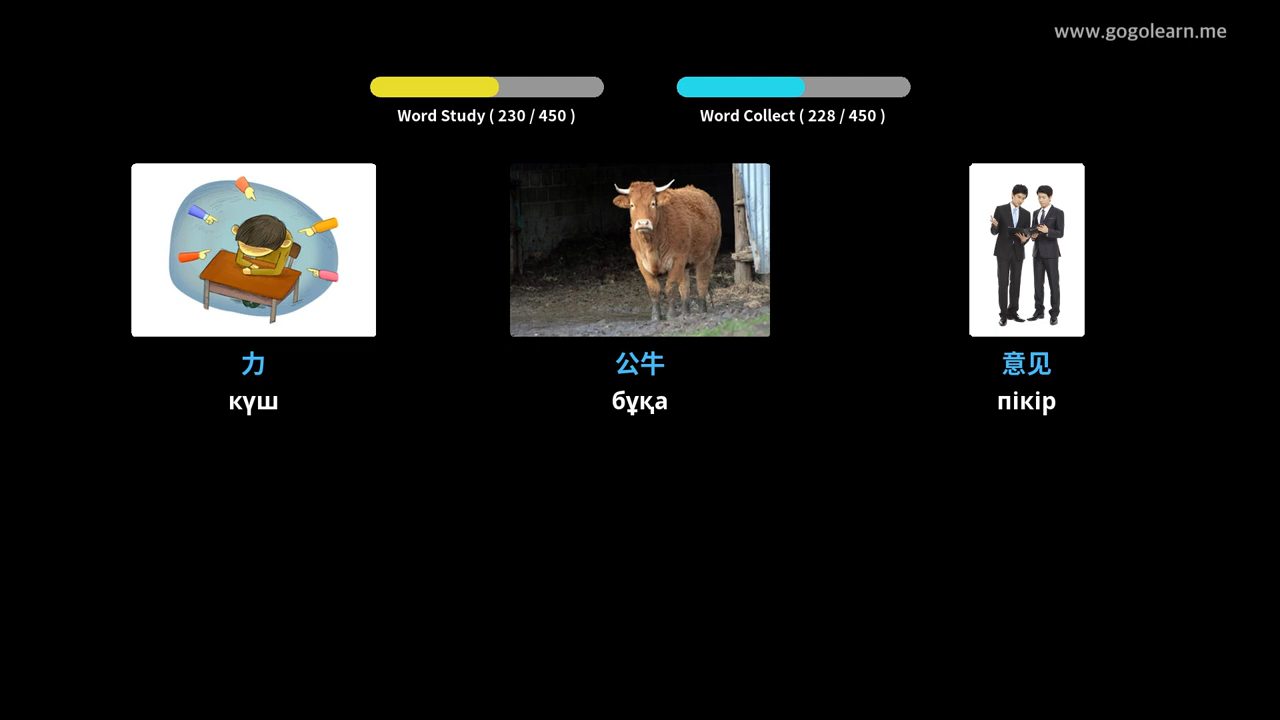 www.gogolearn.me
Word Study ( 230 / 450 )
Word Collect ( 228 / 450 )
力
күш
公牛
бұқа
意见
пікір